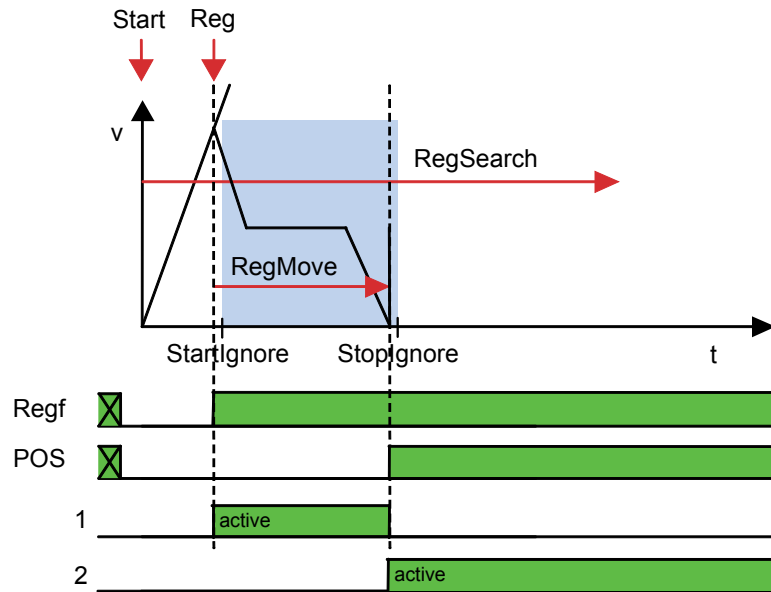 Start Reg
v
RegSearch
RegMove
StartIgnore StopIgnore t
Regf
POS
1 active
2 active